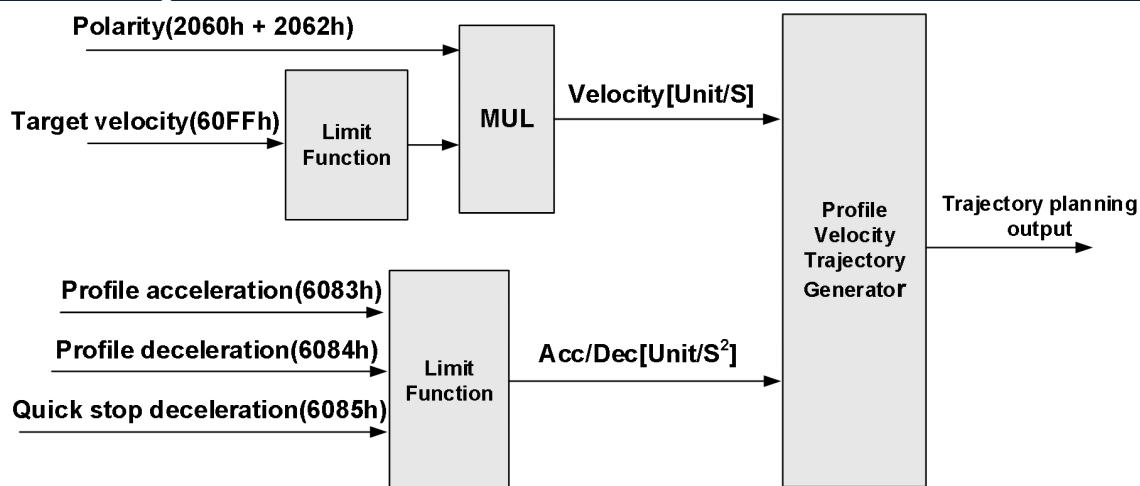 Polarity(2060h + 2062h)
Target velocity(60FFh)
Limit
Function
MUL
Velocity[Unit/S]
Profile
Velocity
Trajectory
Generator
Trajectory planning
output
Profile acceleration(6083h)
Profile deceleration(6084h)
Quick stop deceleration(6085h)
Limit
Function
Acc/Dec[Unit/S²]